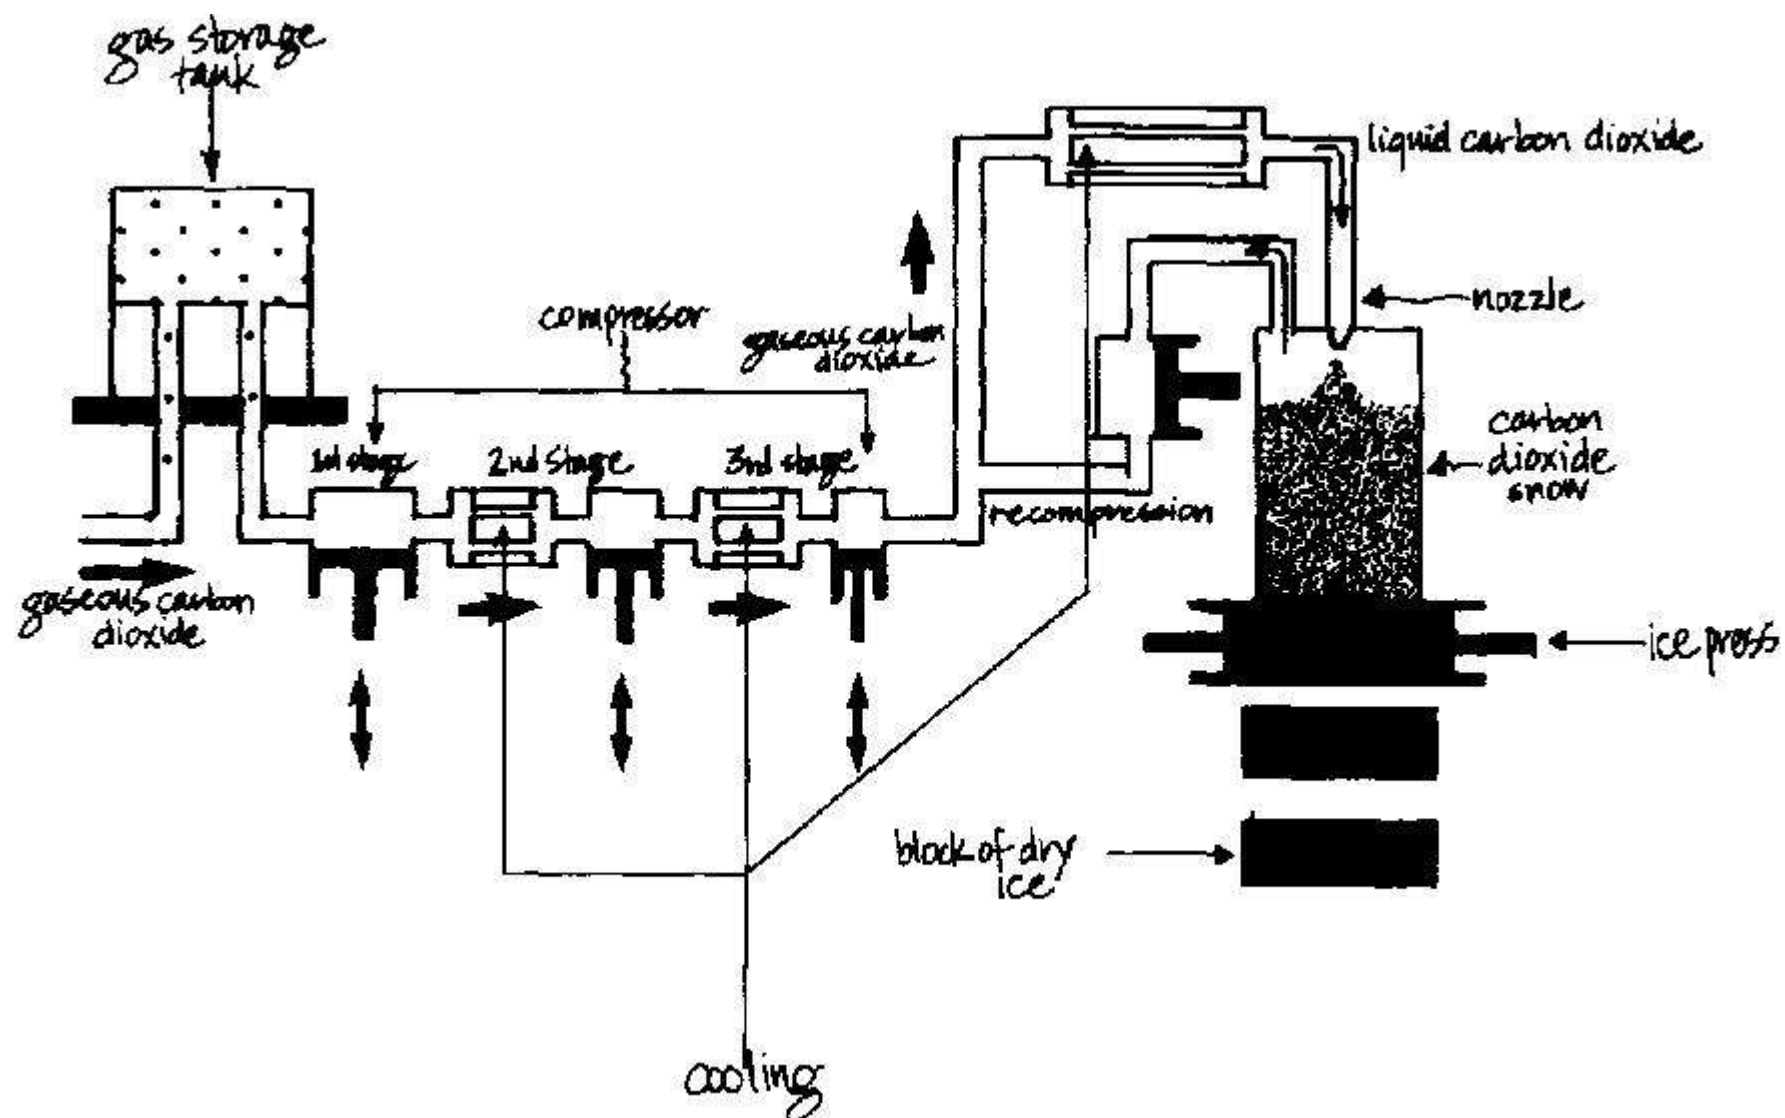 gas storage
tank
compressor
gaseous carbon
dioxide
1st stage
2nd Stage
3rd stage
gaseous carbon
dioxide
liquid carbon dioxide
nozzle
carbon
dioxide
snow
recompression
ice press
block of dry
ice
cooling